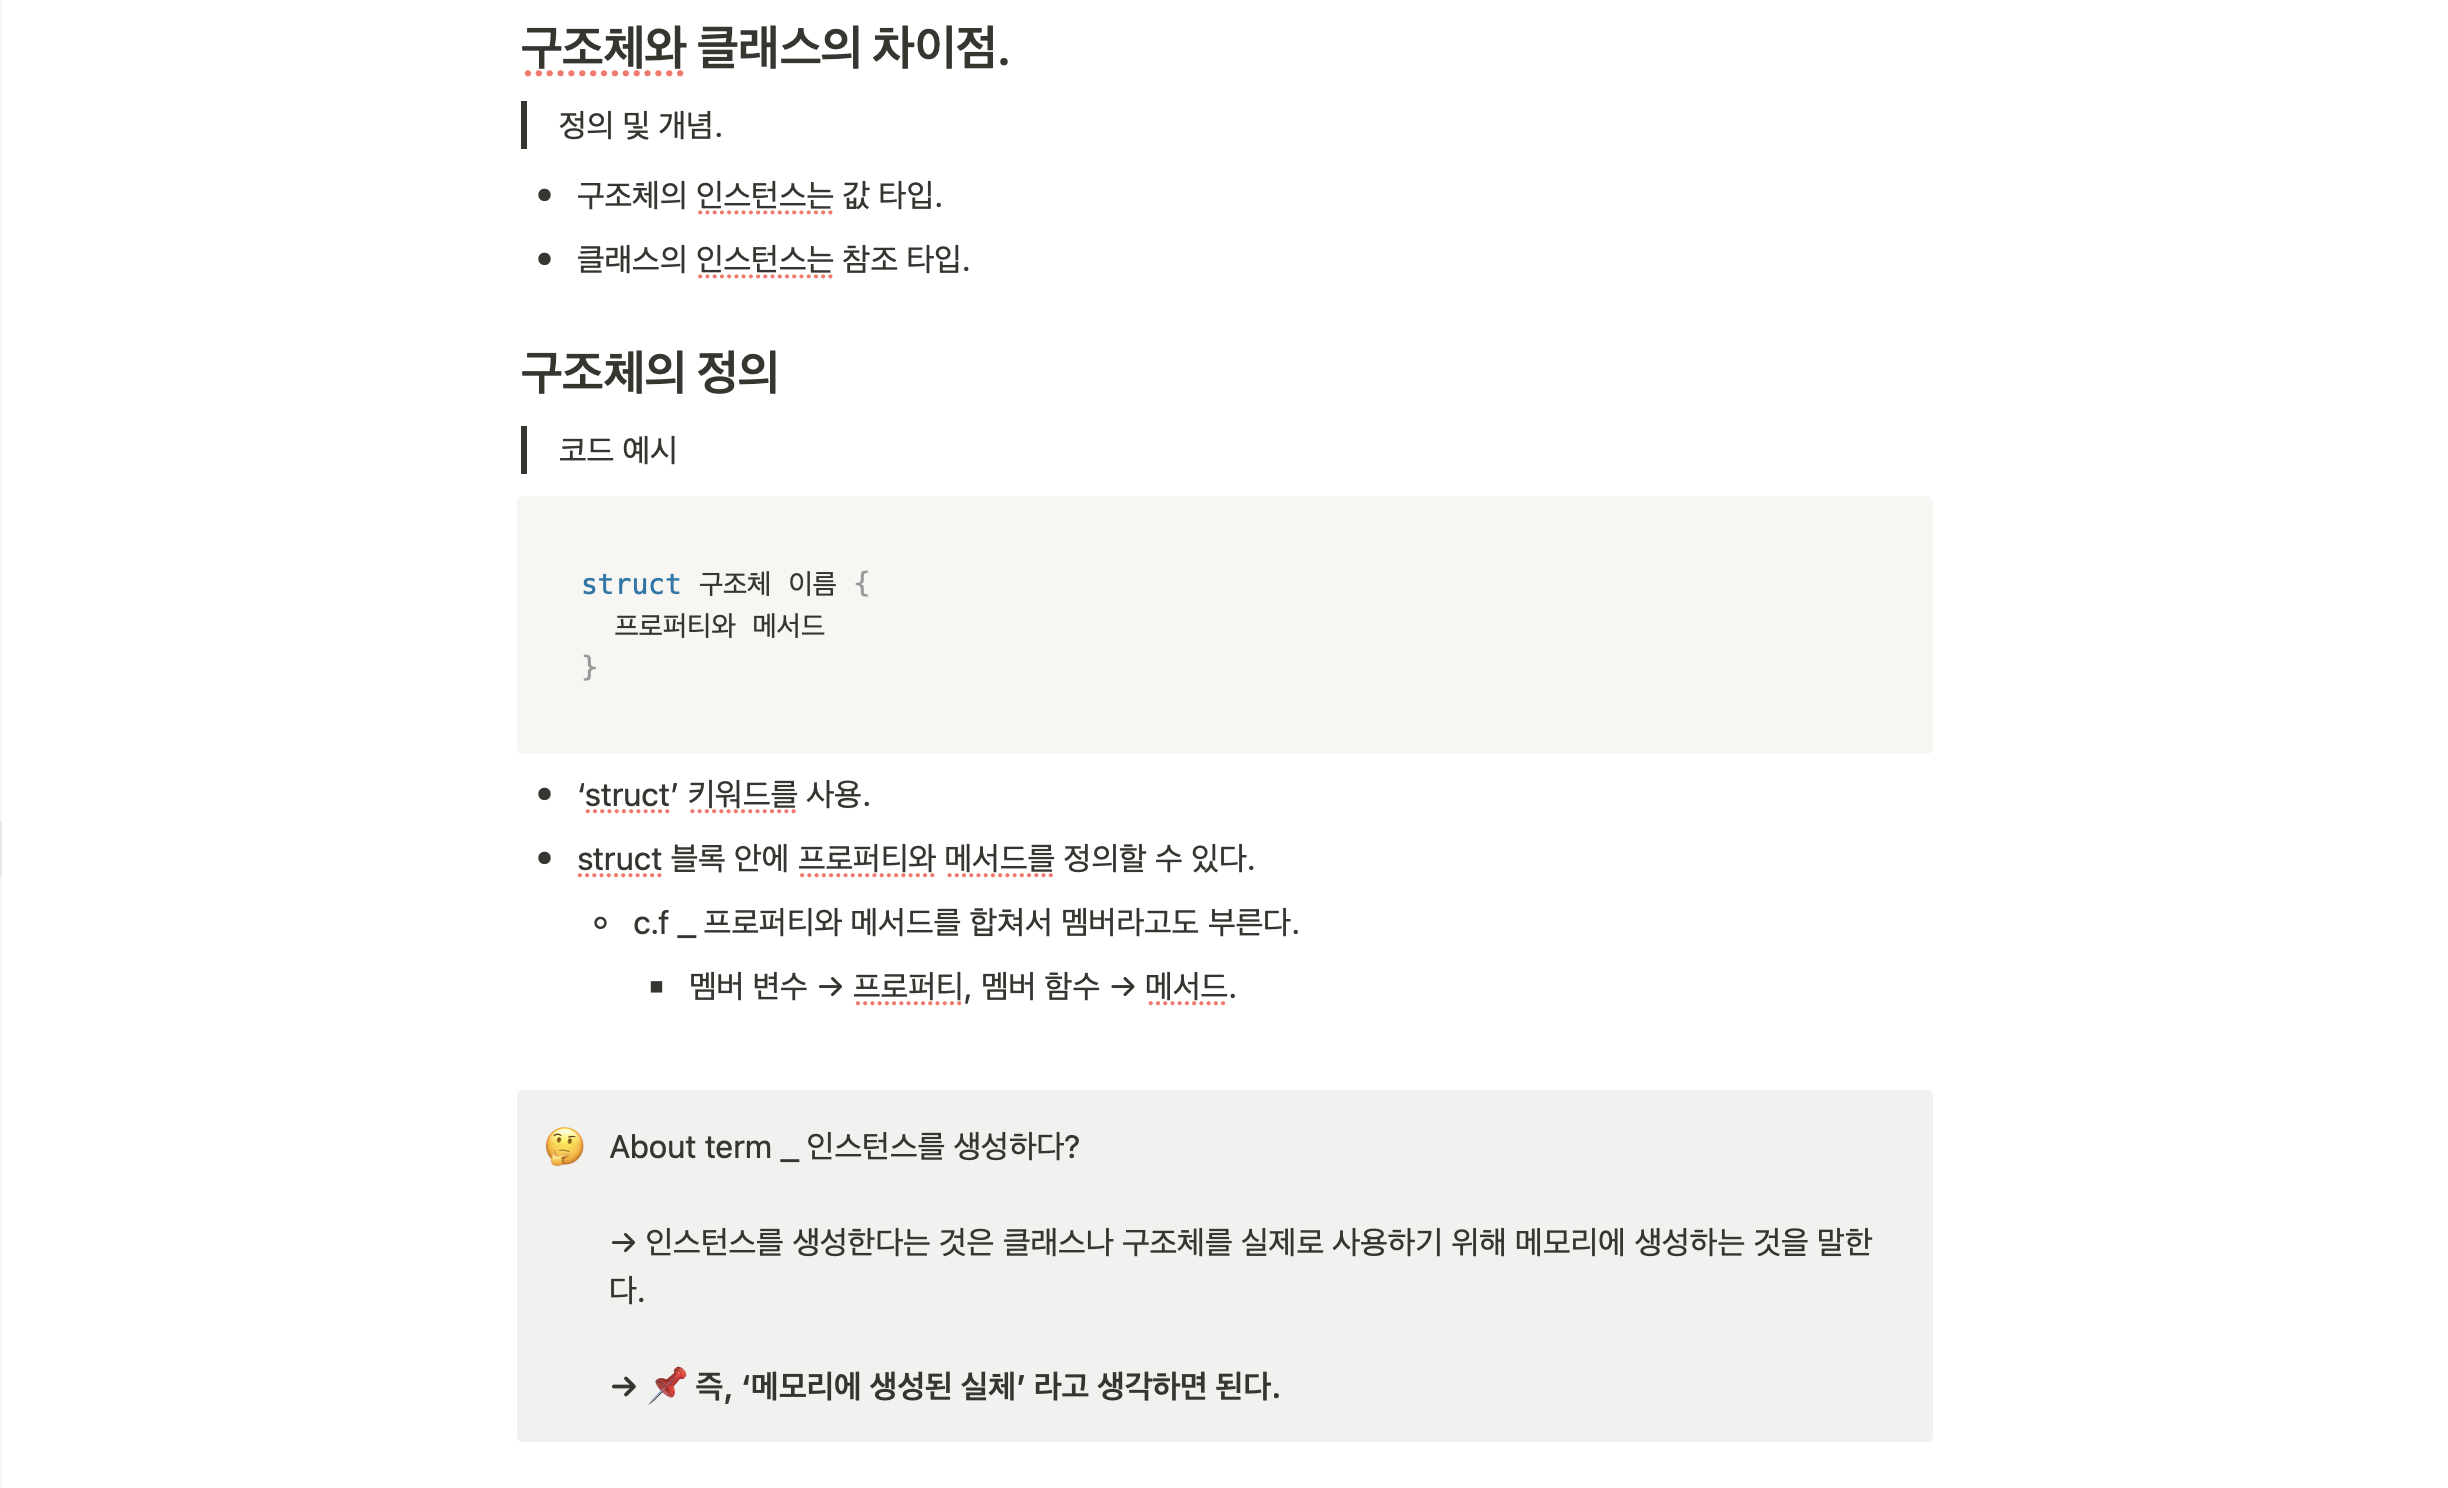 구조체와 클래스의 차이점.
정의 및 개념.
구조체의 인스턴스는 값 타입.
클래스의 인스턴스는 참조 타입.
구조체의 정의
코드 예시
struct 구조체 이름 {
프로퍼티와 메서드
}
‘struct’ 키워드를 사용.
struct 블록 안에 프로퍼티와 메서드를 정의할 수 있다.
c.f _ 프로퍼티와 메서드를 합쳐서 멤버라고도 부른다.
멤버 변수 → 프로퍼티, 멤버 함수 → 메서드.
🤔 About term _ 인스턴스를 생성하다?
→ 인스턴스를 생성한다는 것은 클래스나 구조체를 실제로 사용하기 위해 메모리에 생성하는 것을 말한
다.
→ 📌 즉, ‘메모리에 생성된 실체’ 라고 생각하면 된다.